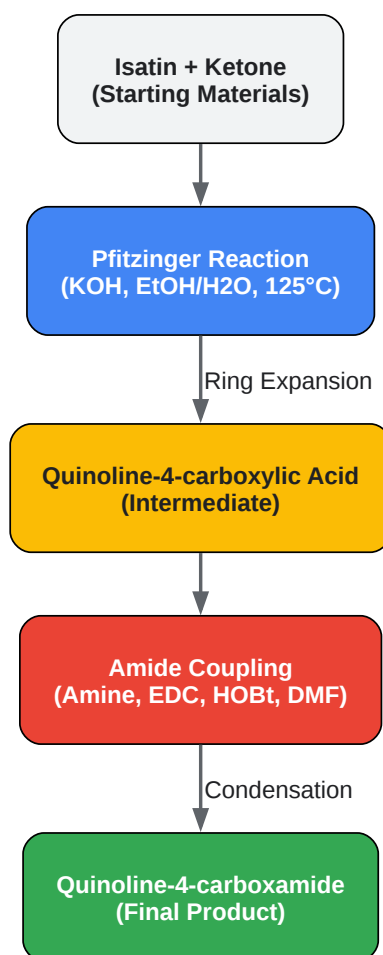 Isatin + Ketone
(Starting Materials)
Pfitzinger Reaction
(KOH, EtOH/H2O, 125°C)
Ring Expansion
Quinoline-4-carboxylic Acid
(Intermediate)
Amide Coupling
(Amine, EDC, HOBt, DMF)
Condensation
Quinoline-4-carboxamide
(Final Product)